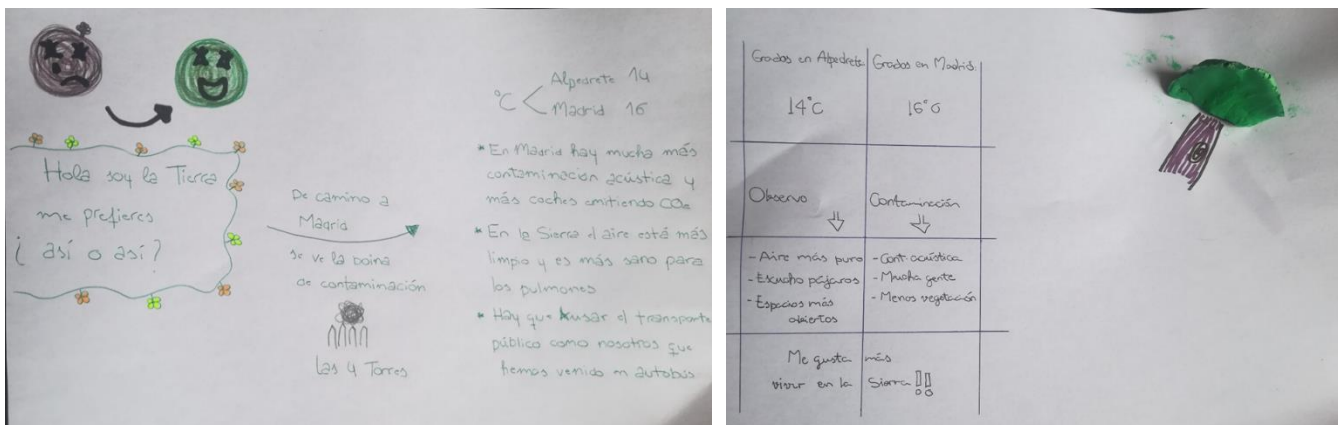 Hola soy la Tierra
me prefieres
¿así o así?
De camino a
Madrid
se ve la boina
de contaminación
Las 4 Torres
°C < Alpedrete 14
Madrid 16
* En Madrid hay mucha más
contaminación acústica y
más coches emitiendo CO₂
* En la Sierra el aire está más
limpio y es más sano para
los pulmones
* Hay que usar el transporte
público como nosotros que
hemos venido en autobús
Grados en Alpedrete
14°C
Grados en Madrid
16°C
Observo
Contaminación
- Aire más puro
- Escucho pájaros
- Espacios más
abiertos
- Cont. acústica
- Mucha gente
- Menos vegetación
Me gusta más
vivir en la Sierra!!